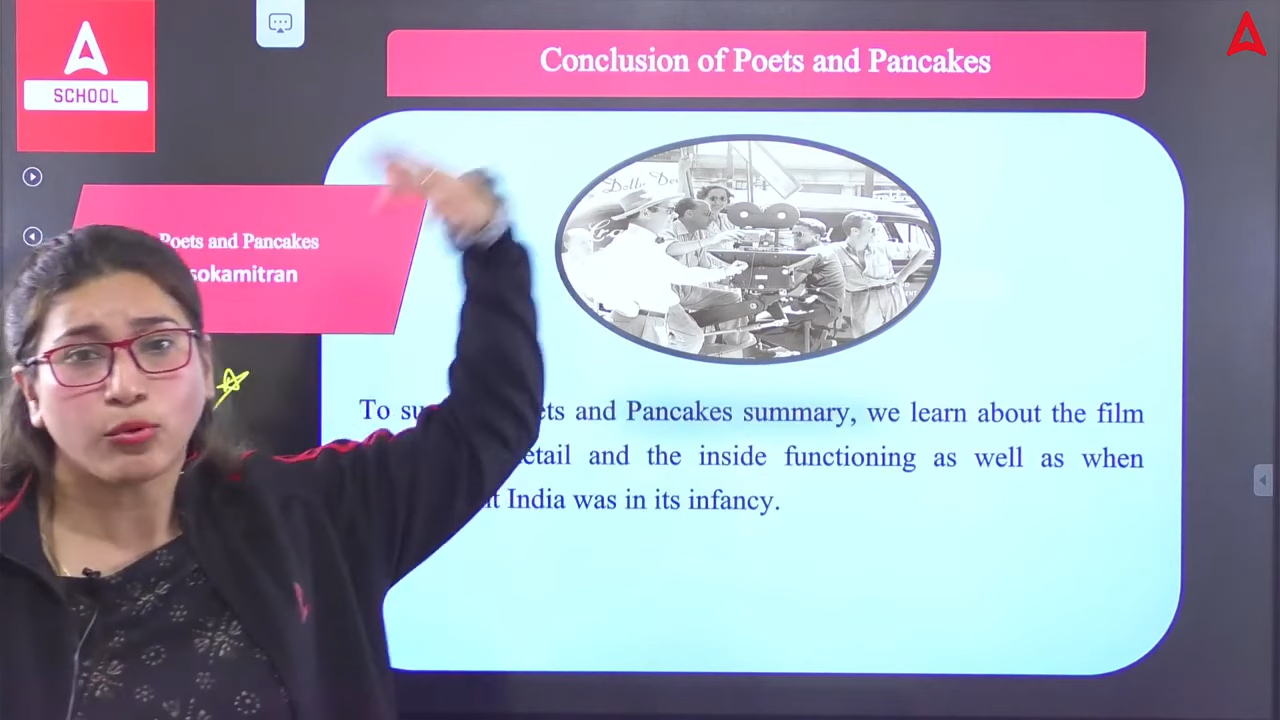 SCHOOL
Conclusion of Poets and Pancakes
Poets and Pancakes
sokamitran
To su ets and Pancakes summary, we learn about the film
etail and the inside functioning as well as when
t India was in its infancy.